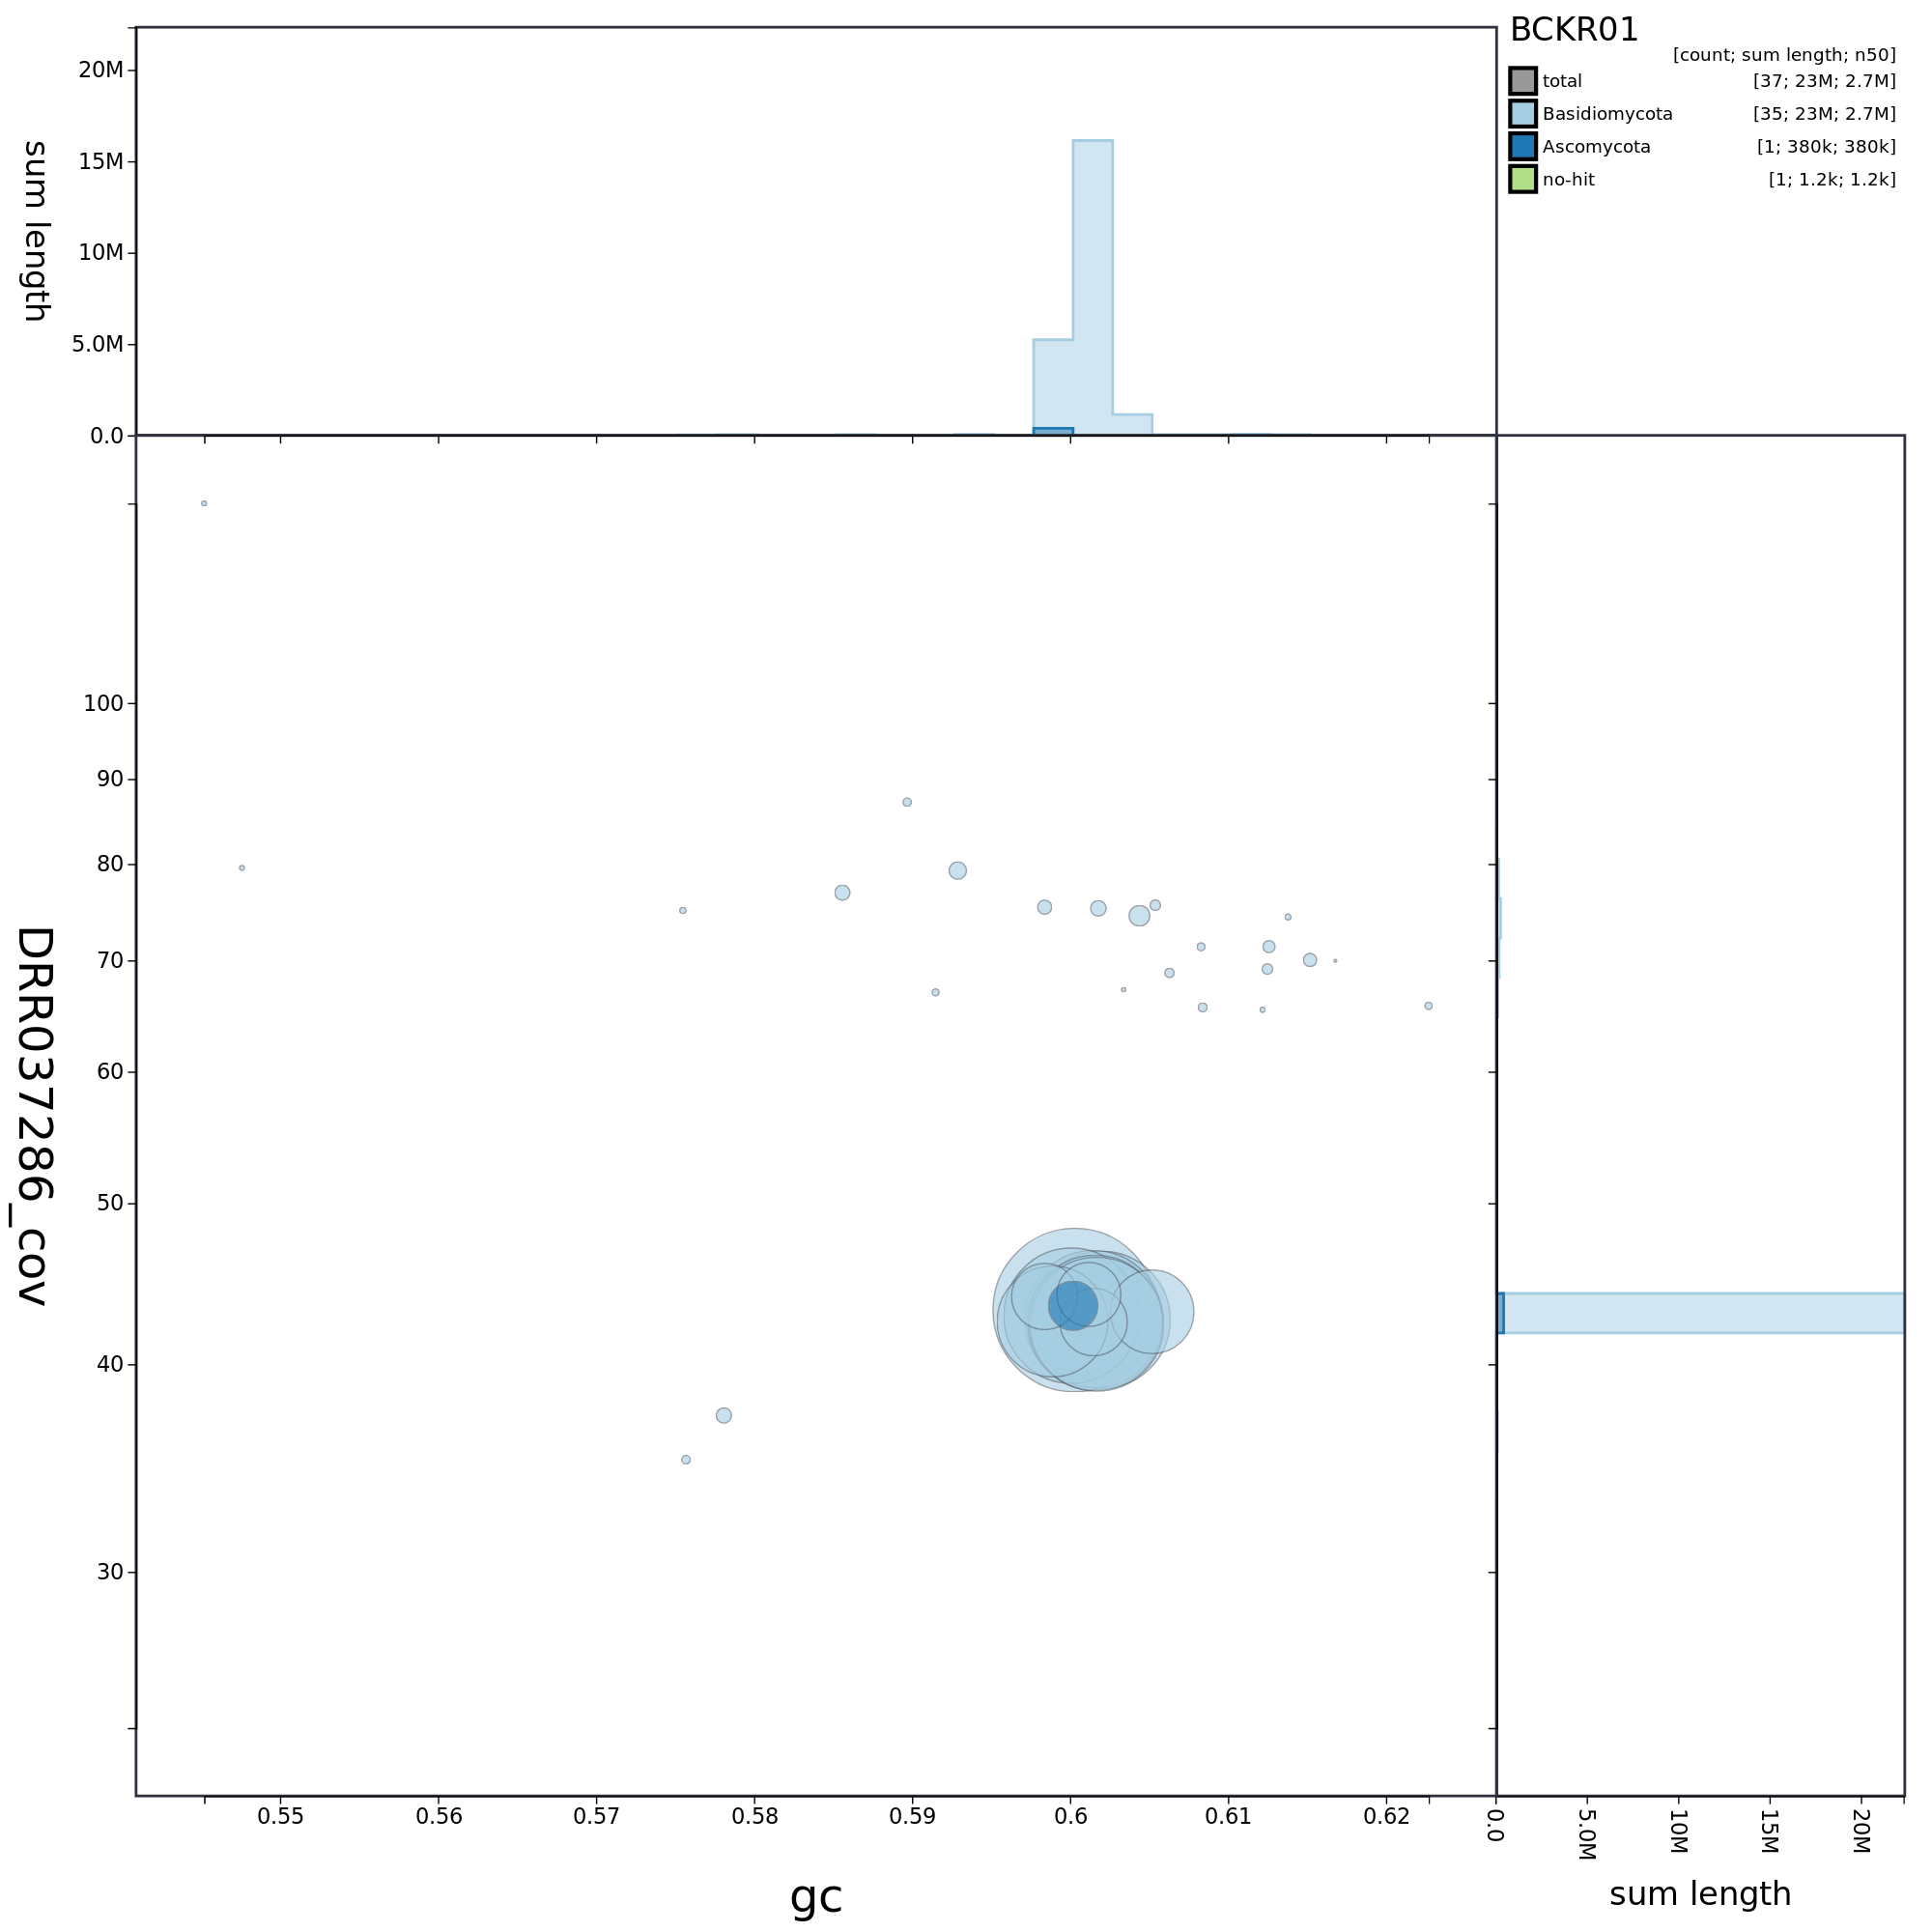 BCKR01
[count; sum length; n50]
total [37; 23M; 2.7M]
Basidiomycota [35; 23M; 2.7M]
Ascomycota [1; 380k; 380k]
no-hit [1; 1.2k; 1.2k]
sum length
20M
15M
10M
5.0M
0.0
DRR037286_cov
100
90
80
70
60
50
40
30
0.55 0.56 0.57 0.58 0.59 0.6 0.61 0.62
gc
0.0 5.0M 10M 15M 20M
sum length